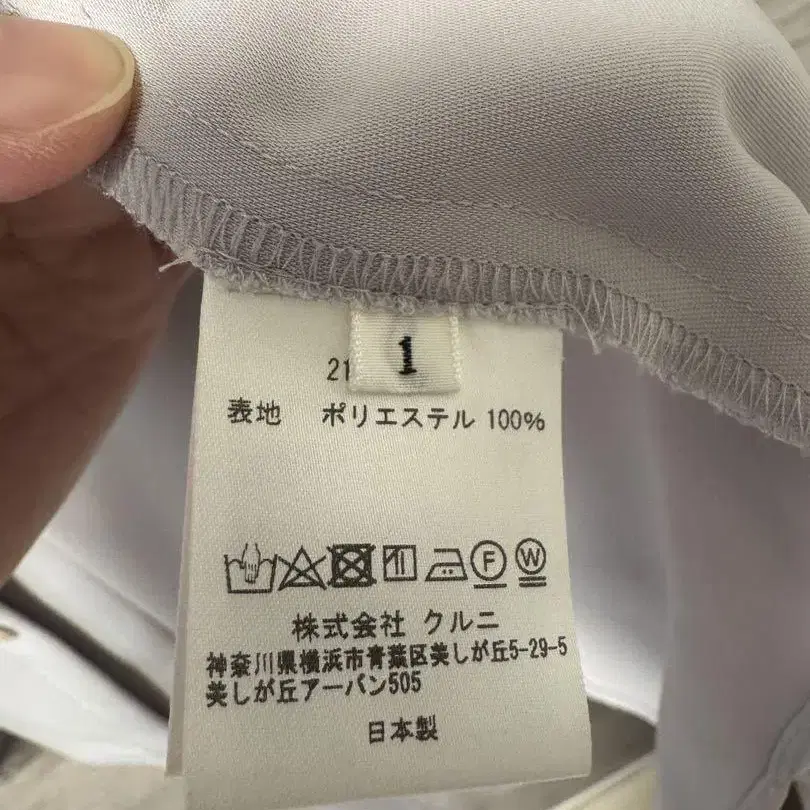 1
21
表地 ポリエステル 100%
F W
株式会社 クルニ
神奈川県横浜市青葉区美しが丘5-29-5
美しが丘アーバン505
日本製